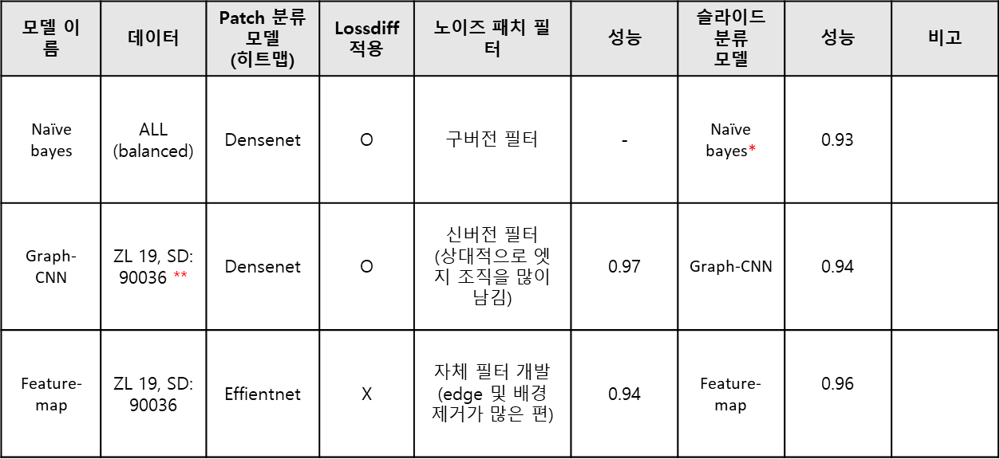 모델 이
름
데이터
Patch 분류
모델
(히트맵)
Lossdiff
적용
노이즈 패치 필
터
성능
슬라이드
분류
모델
성능
비고
Naïve
bayes
ALL
(balanced)
Densenet
O
구버전 필터
-
Naïve
bayes*
0.93
Graph-
CNN
ZL 19, SD:
90036 **
Densenet
O
신버전 필터
(상대적으로 엣
지 조직을 많이
남김)
0.97
Graph-CNN
0.94
Feature-
map
ZL 19, SD:
90036
Effientnet
X
자체 필터 개발
(edge 및 배경
제거가 많은 편)
0.94
Feature-
map
0.96